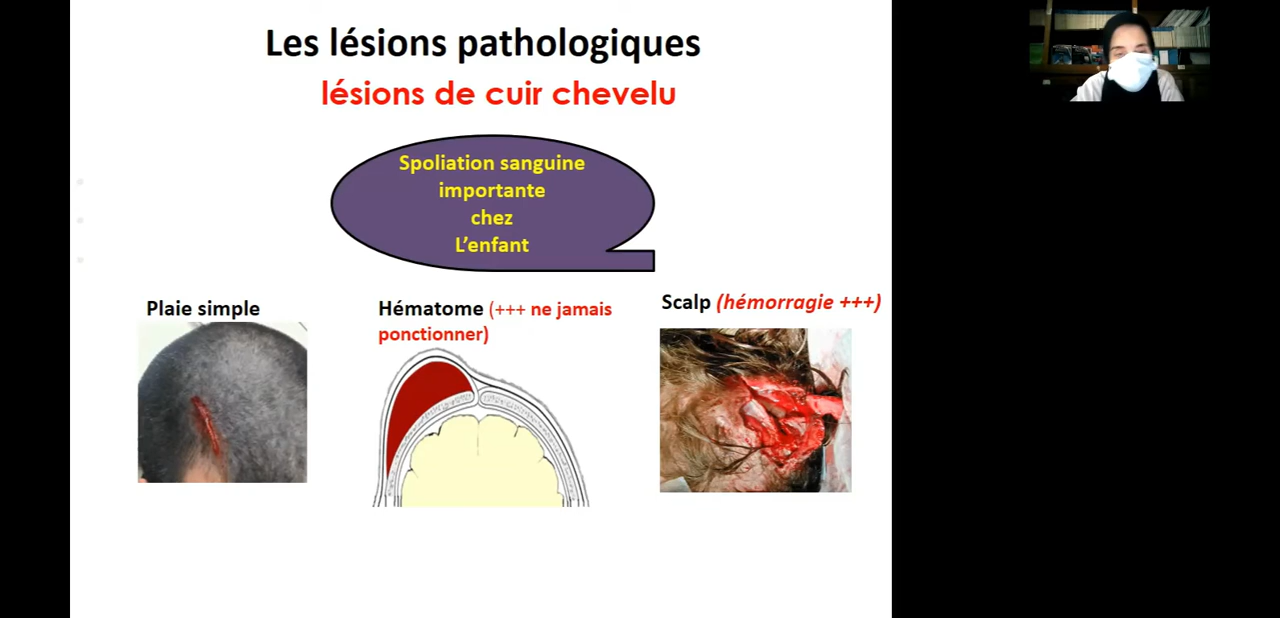 Les lésions pathologiques
lésions de cuir chevelu
Spoliation sanguine
importante
chez
L’enfant
Plaie simple
Hématome (+++ ne jamais
ponctionner)
Scalp (hémorragie +++)